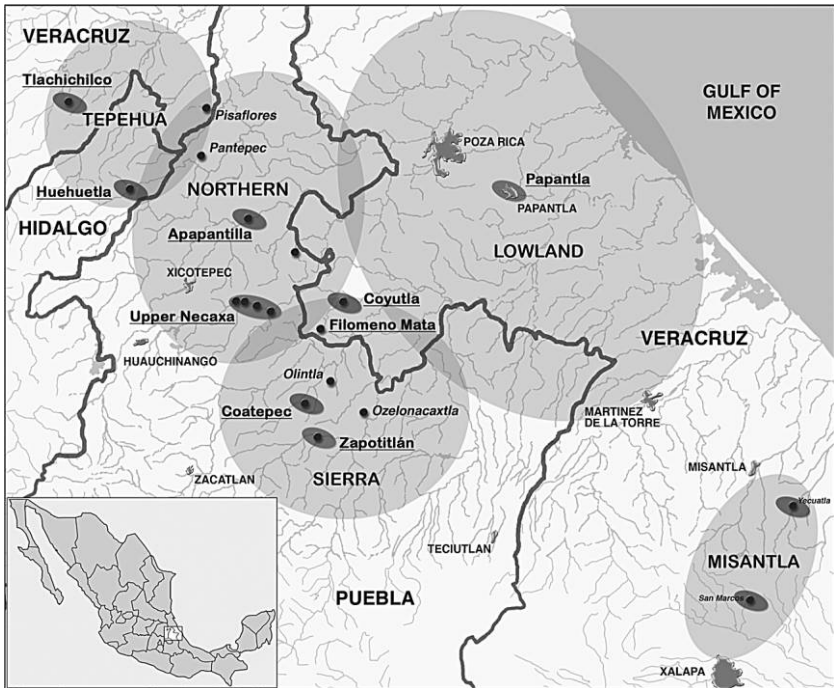 VERACRUZ
Tlachichilco
TEPEHUA
Pisaflores
Pantepec
Huehuetla
NORTHERN
HIDALGO
Apapantilla
XICOTEPEC
Upper Necaxa
HUAUCHINANGO
Coyutla
Filomeno Mata
Olintla
Coatepec
Ozelonacaxtla
Zapotitlán
SIERRA
ZACATLAN
GULF OF
MEXICO
POZA RICA
Papantla
PAPANTLA
LOWLAND
VERACRUZ
MARTINEZ
DE LA TORRE
MISANTLA
Yecuatla
MISANTLA
San Marcos
XALAPA
TECIUTLAN
PUEBLA